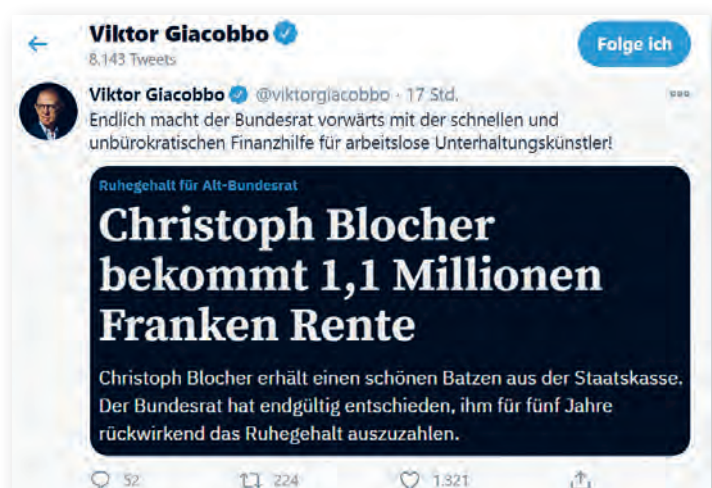 Viktor Giacobbo
Folge ich
8.143 Tweets
Viktor Giacobbo @viktorgiacobbo · 17 Std.
Endlich macht der Bundesrat vorwärts mit der schnellen und
unbürokratischen Finanzhilfe für arbeitslose Unterhaltungskünstler!
Ruhegehalt für Alt-Bundesrat
Christoph Blocher
bekommt 1,1 Millionen
Franken Rente
Christoph Blocher erhält einen schönen Batzen aus der Staatskasse.
Der Bundesrat hat endgültig entschieden, ihm für fünf Jahre
rückwirkend das Ruhegehalt auszuzahlen.
52 224 1.321